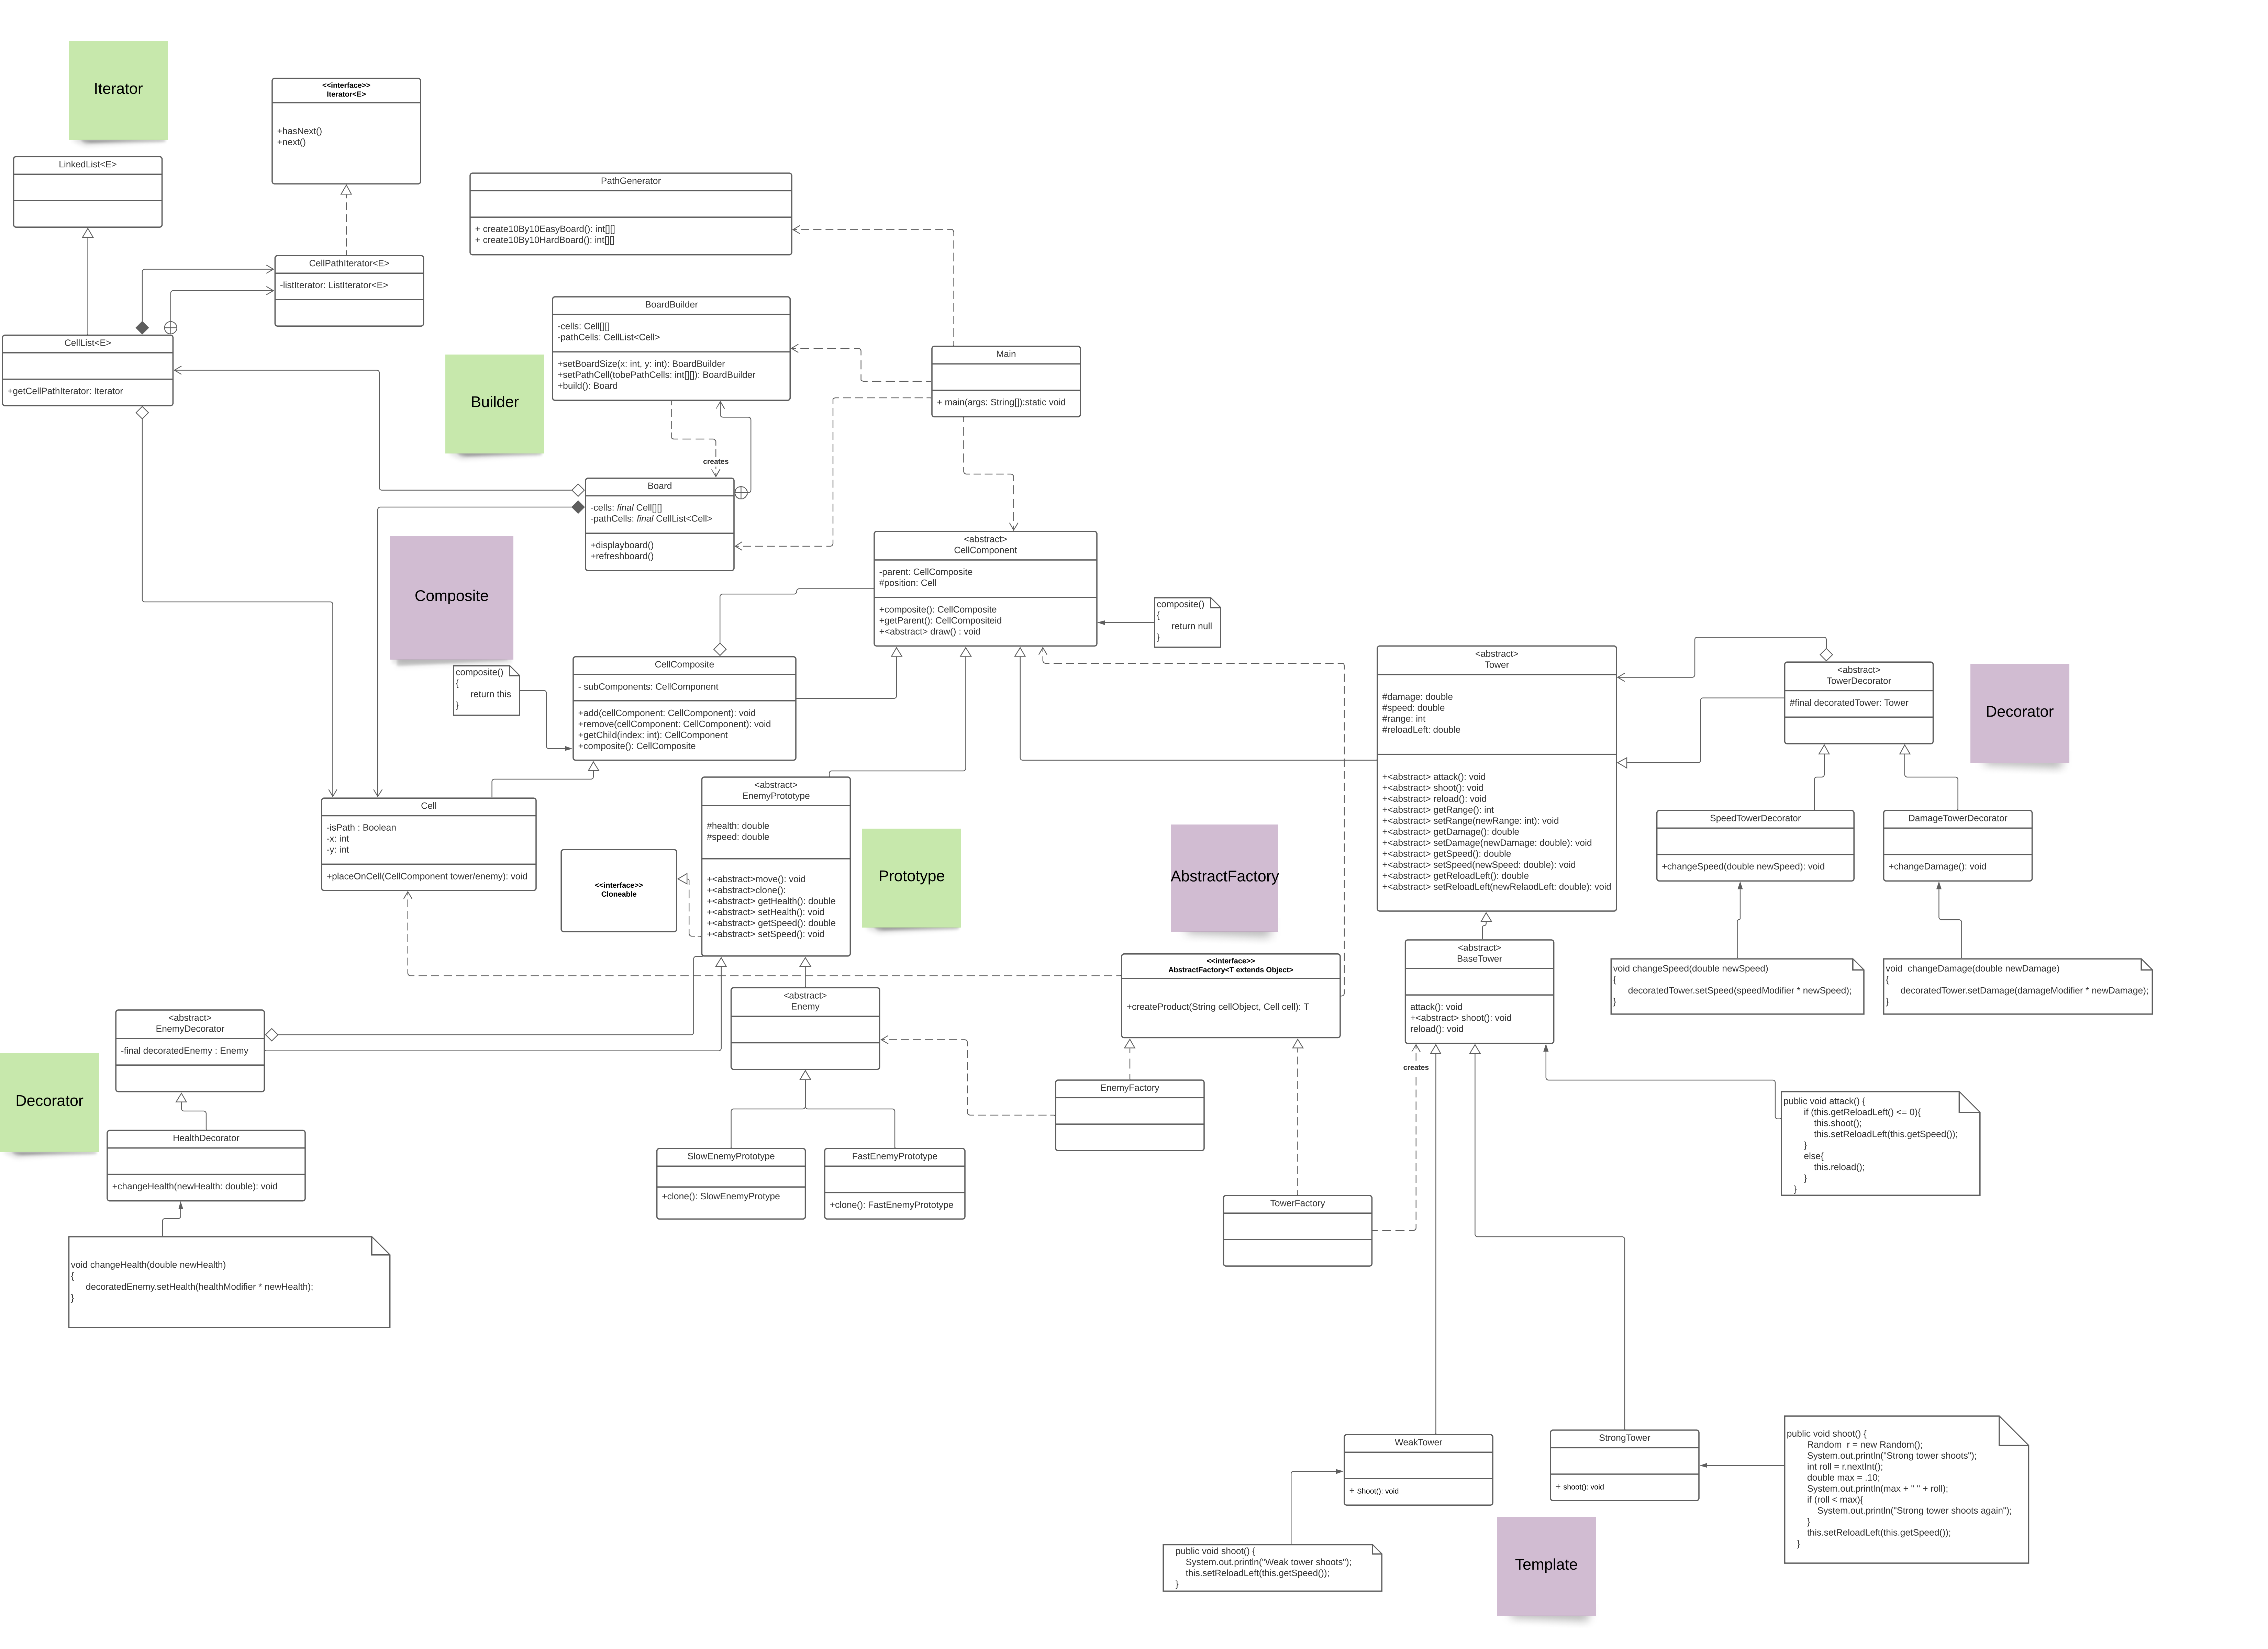 Iterator
<<interface>>
Iterator<E>
+hasNext()
+next()
LinkedList<E>
PathGenerator
+ create10By10EasyBoard(): int[][]
+ create10By10HardBoard(): int[][]
CellPathIterator<E>
-listIterator: ListIterator<E>
BoardBuilder
-cells: Cell[][]
-pathCells: CellList<Cell>
+setBoardSize(x: int, y: int): BoardBuilder
+setPathCell(tobePathCells: int[][]): BoardBuilder
+build(): Board
CellList<E>
+getCellPathIterator: Iterator
Main
+ main(args: String[]):static void
Builder
creates
Board
-cells: final Cell[][]
-pathCells: final CellList<Cell>
+displayboard()
+refreshboard()
Composite
<abstract>
CellComponent
-parent: CellComposite
#position: Cell
+composite(): CellComposite
+getParent(): CellCompositeid
+<abstract> draw() : void
composite()
{
return null
}
CellComposite
- subComponents: CellComponent
+add(cellComponent: CellComponent): void
+remove(cellComponent: CellComponent): void
+getChild(index: int): CellComponent
+composite(): CellComposite
composite()
{
return this
}
<abstract>
Tower
#damage: double
#speed: double
#range: int
#reloadLeft: double
+<abstract> attack(): void
+<abstract> shoot(): void
+<abstract> reload(): void
+<abstract> getRange(): int
+<abstract> setRange(newRange: int): void
+<abstract> getDamage(): double
+<abstract> setDamage(newDamage: double): void
+<abstract> getSpeed(): double
+<abstract> setSpeed(newSpeed: double): void
+<abstract> getReloadLeft(): double
+<abstract> setReloadLeft(newRelaodLeft: double): void
<abstract>
TowerDecorator
#final decoratedTower: Tower
Decorator
Cell
-isPath : Boolean
-x: int
-y: int
+placeOnCell(CellComponent tower/enemy): void
<abstract>
EnemyPrototype
#health: double
#speed: double
+<abstract>move(): void
+<abstract>clone():
+<abstract> getHealth(): double
+<abstract> setHealth(): void
+<abstract> getSpeed(): double
+<abstract> setSpeed(): void
<<interface>>
Cloneable
Prototype
AbstractFactory
SpeedTowerDecorator
+changeSpeed(double newSpeed): void
DamageTowerDecorator
+changeDamage(): void
void changeSpeed(double newSpeed)
{
decoratedTower.setSpeed(speedModifier * newSpeed);
}
void  changeDamage(double newDamage)
{
decoratedTower.setDamage(damageModifier * newDamage);
}
<<interface>>
AbstractFactory<T extends Object>
+createProduct(String cellObject, Cell cell): T
<abstract>
BaseTower
attack(): void
+<abstract> shoot(): void
reload(): void
<abstract>
Enemy
<abstract>
EnemyDecorator
-final decoratedEnemy : Enemy
Decorator
creates
EnemyFactory
public void attack() {
if (this.getReloadLeft() <= 0){
this.shoot();
this.setReloadLeft(this.getSpeed());
}
else{
this.reload();
}
}
HealthDecorator
+changeHealth(newHealth: double): void
SlowEnemyPrototype
+clone(): SlowEnemyProtype
FastEnemyPrototype
+clone(): FastEnemyPrototype
TowerFactory
void changeHealth(double newHealth)
{
decoratedEnemy.setHealth(healthModifier * newHealth);
}
WeakTower
+ Shoot(): void
StrongTower
+ shoot(): void
public void shoot() {
Random  r = new Random();
System.out.println("Strong tower shoots");
int roll = r.nextInt();
double max = .10;
System.out.println(max + " " + roll);
if (roll < max){
System.out.println("Strong tower shoots again");
}
this.setReloadLeft(this.getSpeed());
}
public void shoot() {
System.out.println("Weak tower shoots");
this.setReloadLeft(this.getSpeed());
}
Template